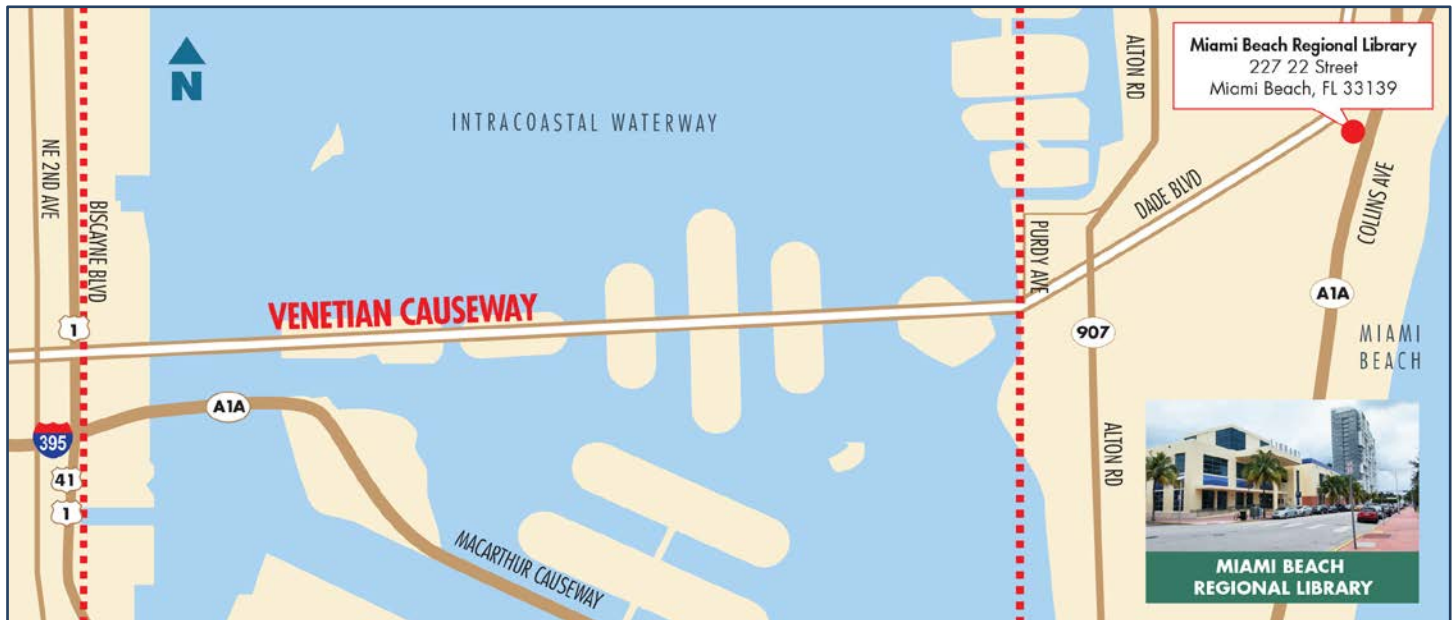 N
INTRACOASTAL WATERWAY
NE 2ND AVE
BISCAYNE BLVD
1
VENETIAN CAUSEWAY
A1A
395
41
1
MACARTHUR CAUSEWAY
ALTON RD
PURDY AVE
DADE BLVD
907
ALTON RD
Miami Beach Regional Library
227 22 Street
Miami Beach, FL 33139
COLLINS AVE
A1A
MIAMI
BEACH
LIBRARY
MIAMI BEACH
REGIONAL LIBRARY